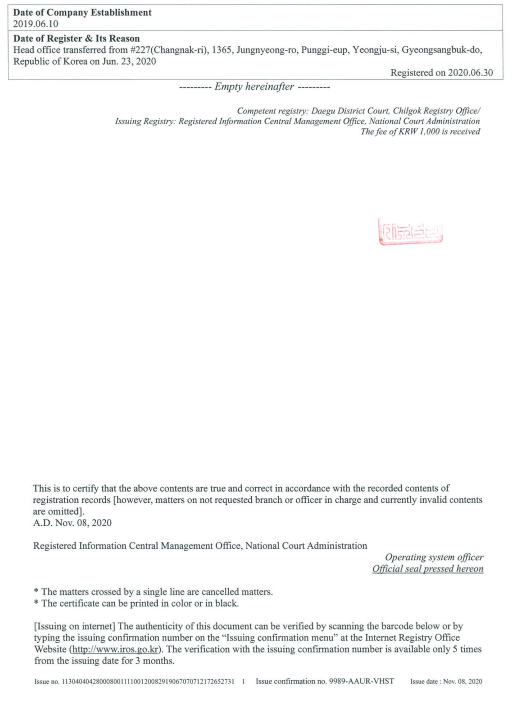 Date of Company Establishment
2019.06.10
Date of Register & Its Reason
Head office transferred from #227(Changnak-ri), 1365, Jungnyeong-ro, Punggi-eup, Yeongju-si, Gyeongsangbuk-do,
Republic of Korea on Jun. 23, 2020
Registered on 2020.06.30
--------- Empty hereinafter ---------
Competent registry: Daegu District Court, Chilgok Registry Office/
Issuing Registry: Registered Information Central Management Office, National Court Administration
The fee of KRW 1,000 is received
This is to certify that the above contents are true and correct in accordance with the recorded contents of
registration records [however, matters on not requested branch or officer in charge and currently invalid contents
are omitted].
A.D. Nov. 08, 2020
Registered Information Central Management Office, National Court Administration
Operating system officer
Official seal pressed hereon
* The matters crossed by a single line are cancelled matters.
* The certificate can be printed in color or in black.
[Issuing on internet] The authenticity of this document can be verified by scanning the barcode below or by
typing the issuing confirmation number on the “Issuing confirmation menu” at the Internet Registry Office
Website (http://www.iros.go.kr). The verification with the issuing confirmation number is available only 5 times
from the issuing date for 3 months.
Issue no. 11304040428000800111100120082919067070712172652731 1 Issue confirmation no. 9989-AAUR-VHST Issue date : Nov. 08, 2020